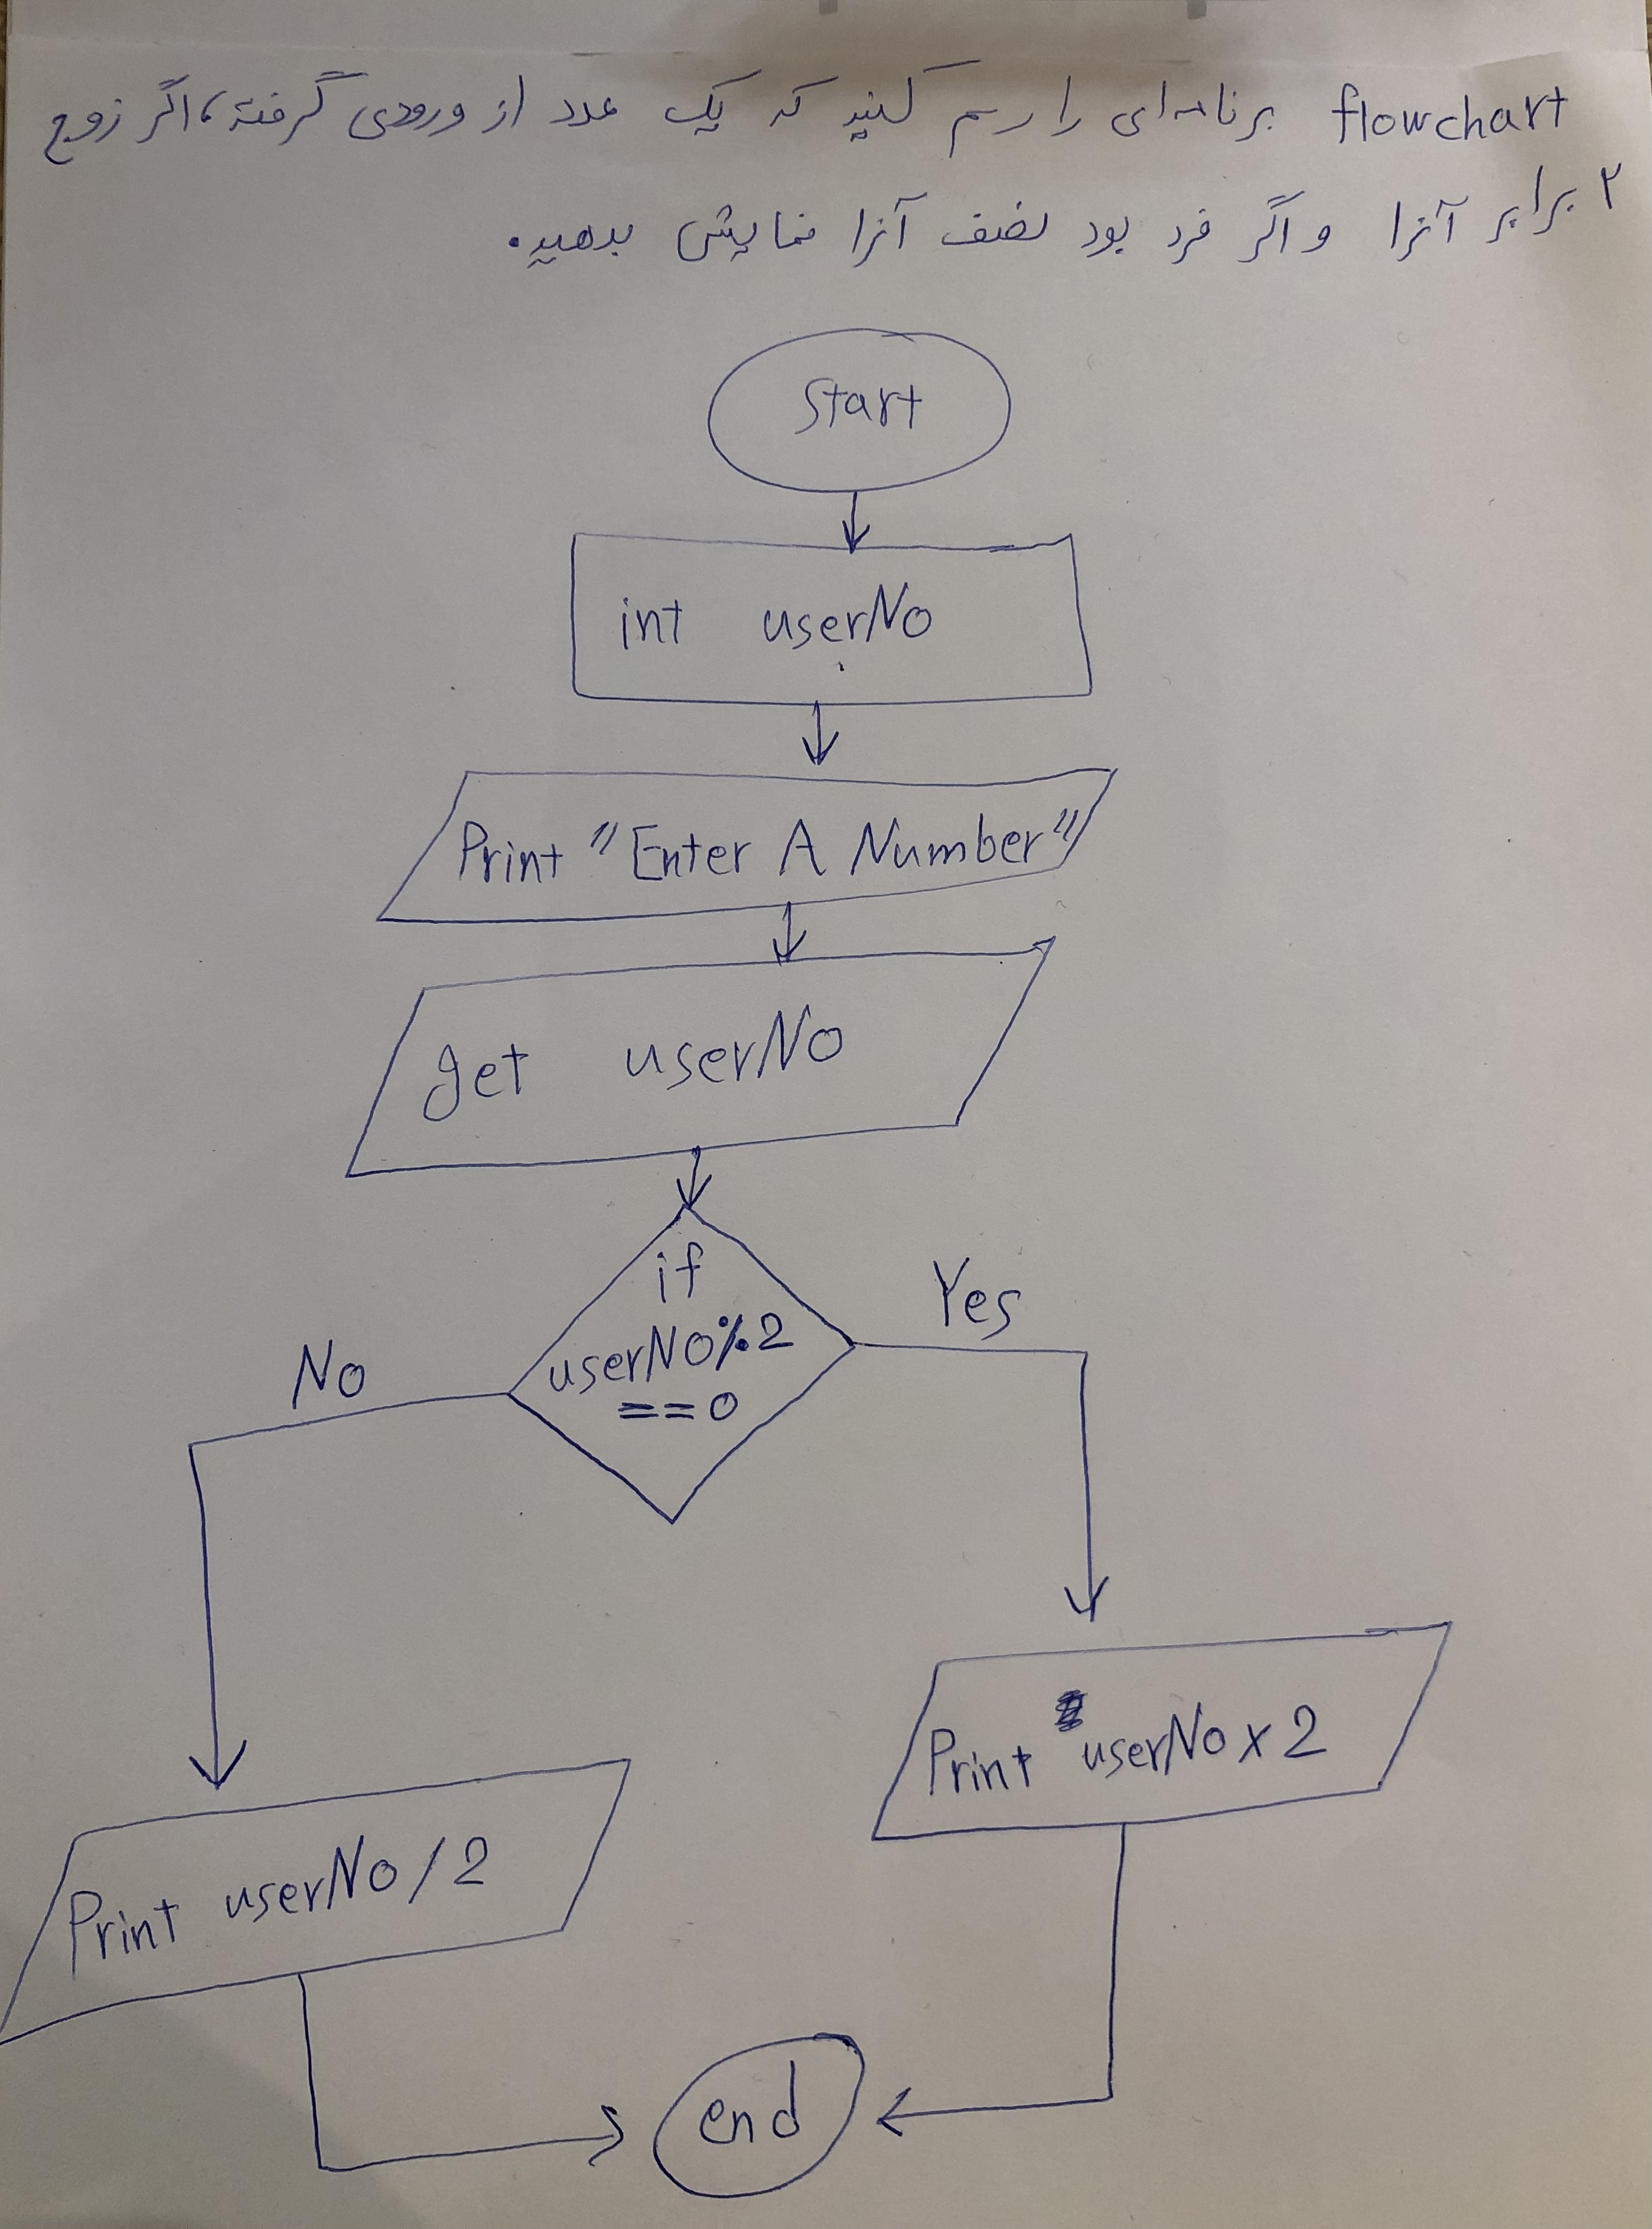 flowchart برنامه‌ای را رسم کنید که یک عدد از ورودی گرفته، اگر زوج
۲ برابر آنرا و اگر فرد بود نصف آنرا نمایش بدهید.
Start
int userNo
Print "Enter A Number"
get userNo
if
userNo%2
==0
Yes
No
Print userNo x 2
Print userNo / 2
end